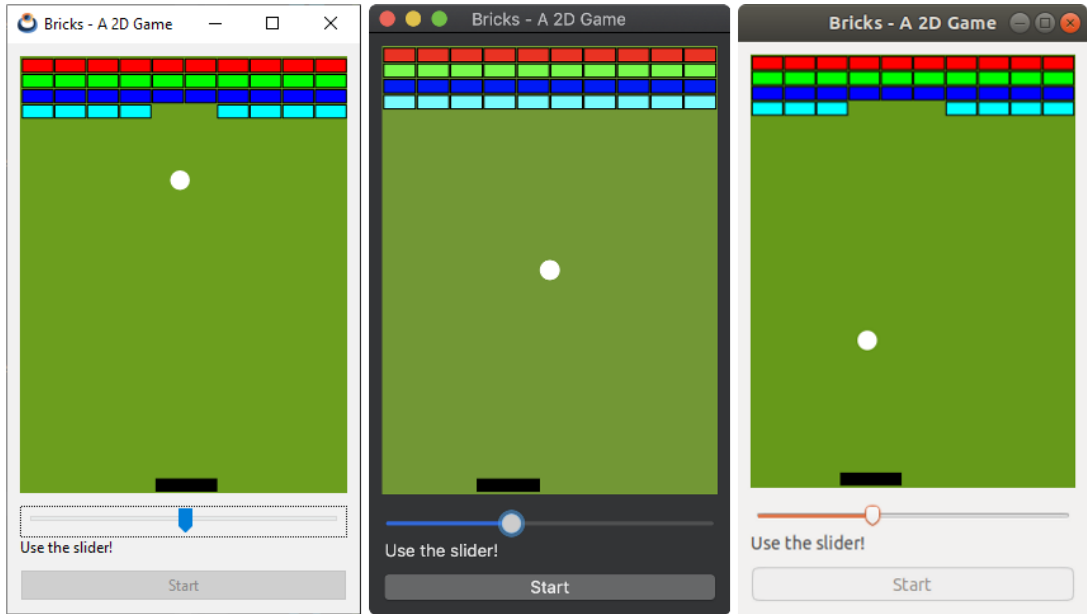 Bricks - A 2D Game
Use the slider!
Start
Bricks - A 2D Game
Use the slider!
Start
Bricks - A 2D Game
Use the slider!
Start